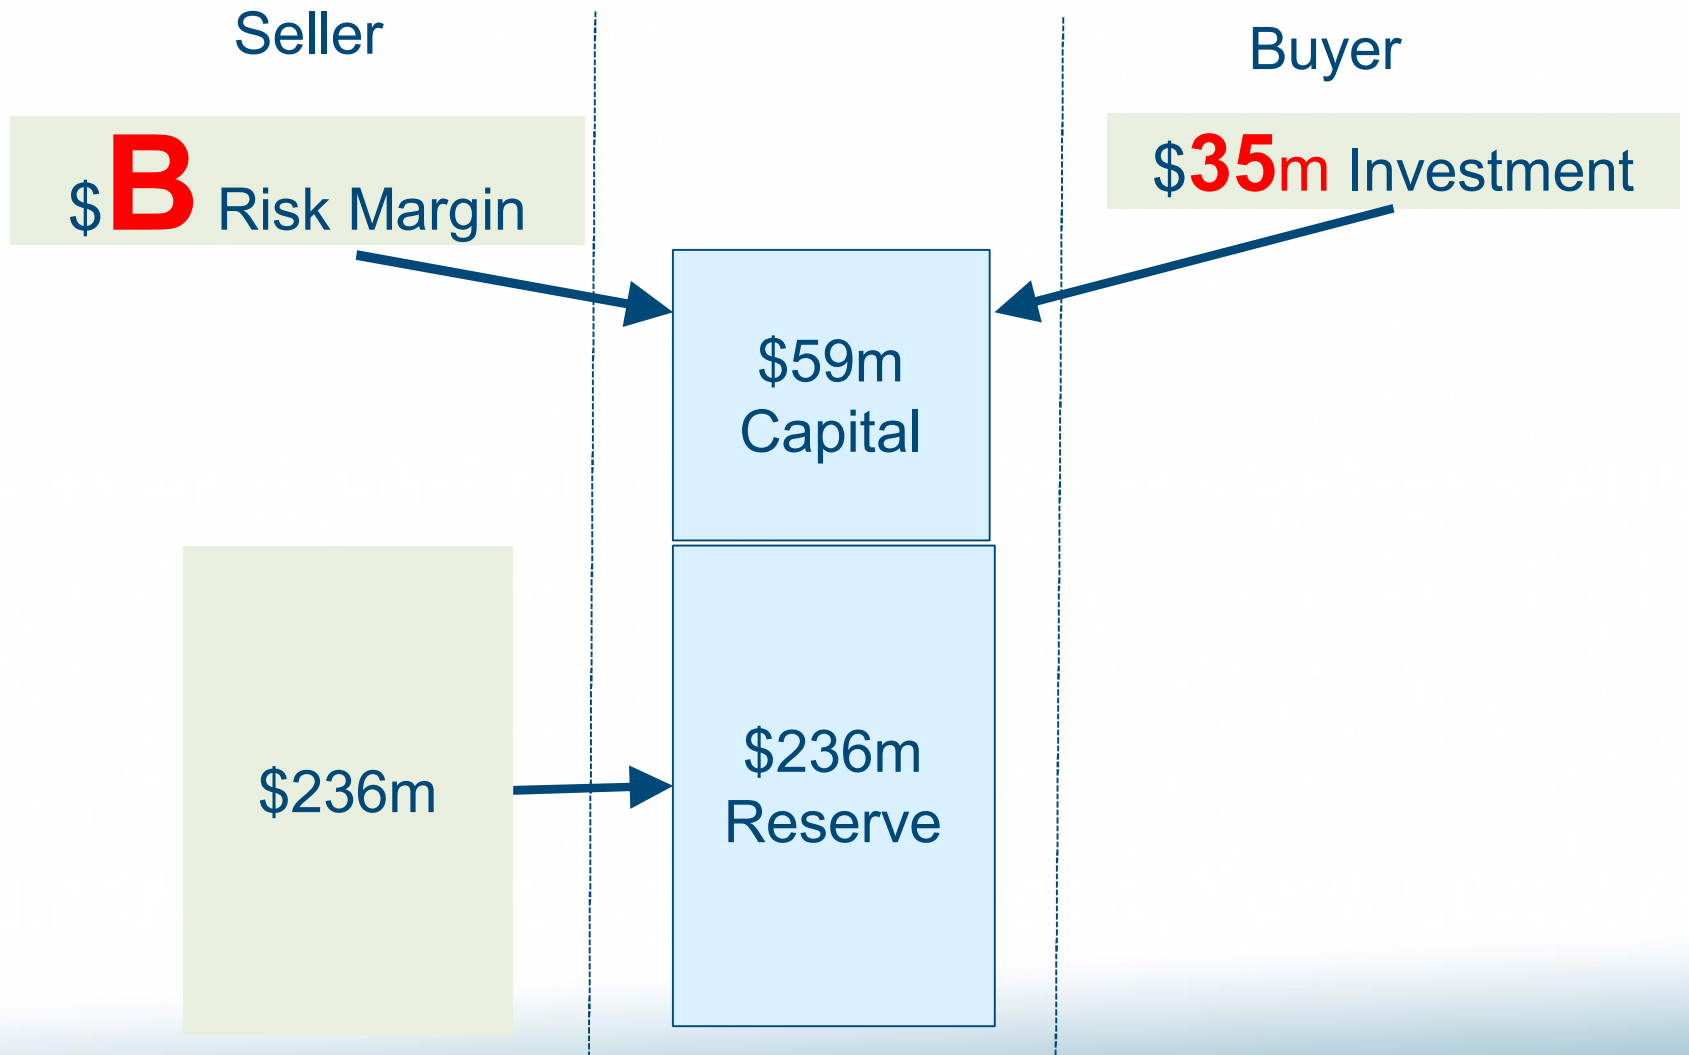 Seller
Buyer
$B Risk Margin
$35m Investment
$59m
Capital
$236m
$236m
Reserve